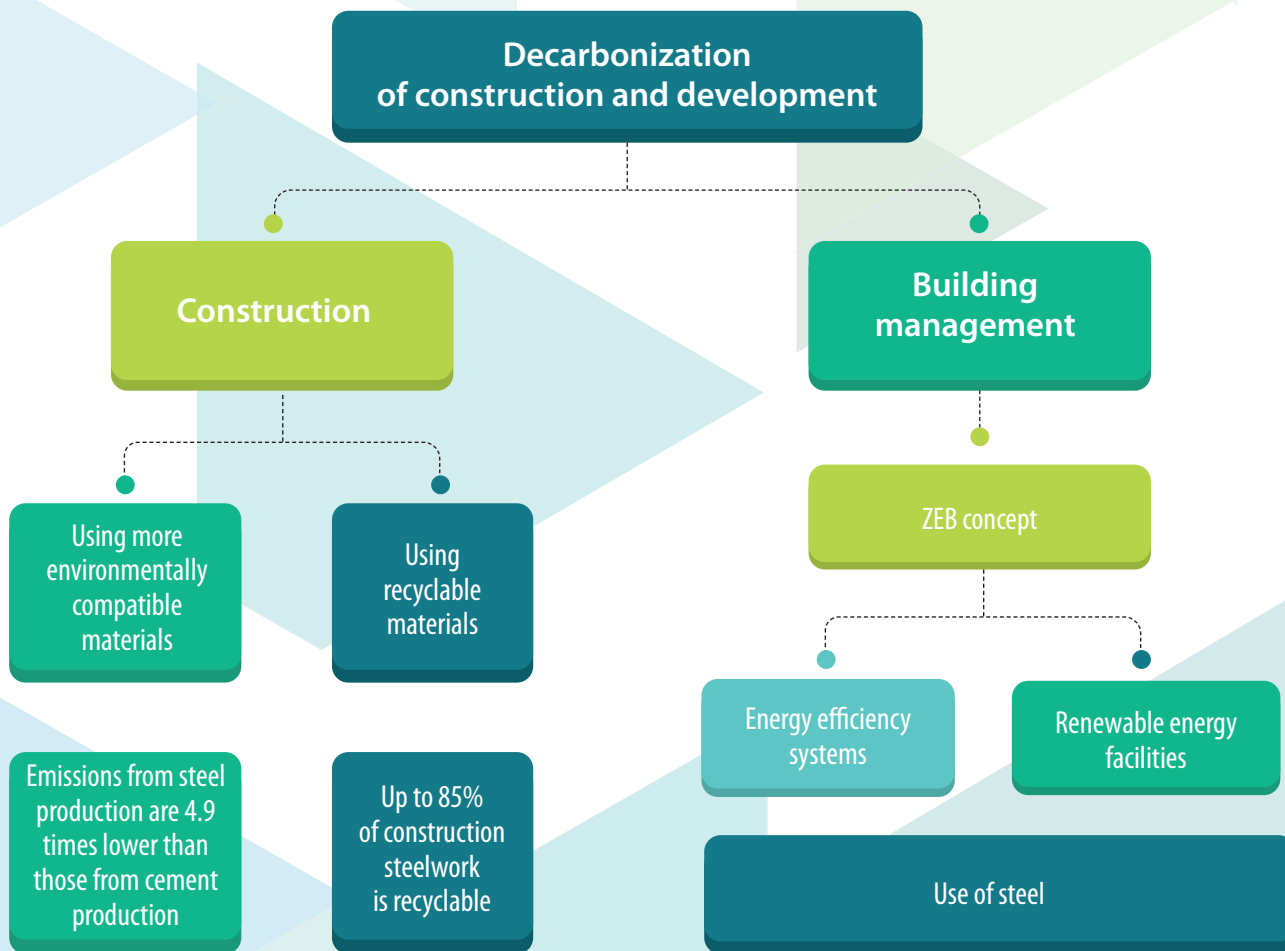 Decarbonization
of construction and development
Construction
Building
management
Using more
environmentally
compatible
materials
Using
recyclable
materials
ZEB concept
Energy efficiency
systems
Renewable energy
facilities
Emissions from steel
production are 4.9
times lower than
those from cement
production
Up to 85%
of construction
steelwork
is recyclable
Use of steel